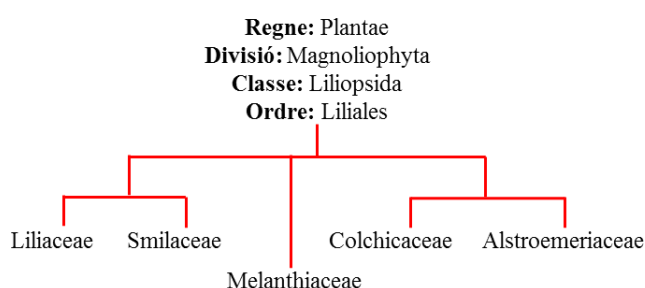 Regne: Plantae
Divisió: Magnoliophyta
Classe: Liliopsida
Ordre: Liliales
Liliaceae Smilaceae Colchicaceae Alstroemeriaceae
Melanthiaceae